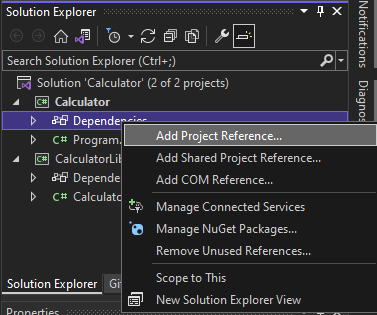 Solution Explorer
Search Solution Explorer (Ctrl+;)
Solution 'Calculator' (2 of 2 projects)
C# Calculator
Dependencies
C# Program.
C# CalculatorLib
Depende
C# Calculato
Add Project Reference...
Add Shared Project Reference...
Add COM Reference...
Manage Connected Services
Manage NuGet Packages...
Remove Unused References...
Scope to This
New Solution Explorer View
Solution Explorer
Gi
Properties
Notifications
Diagnos